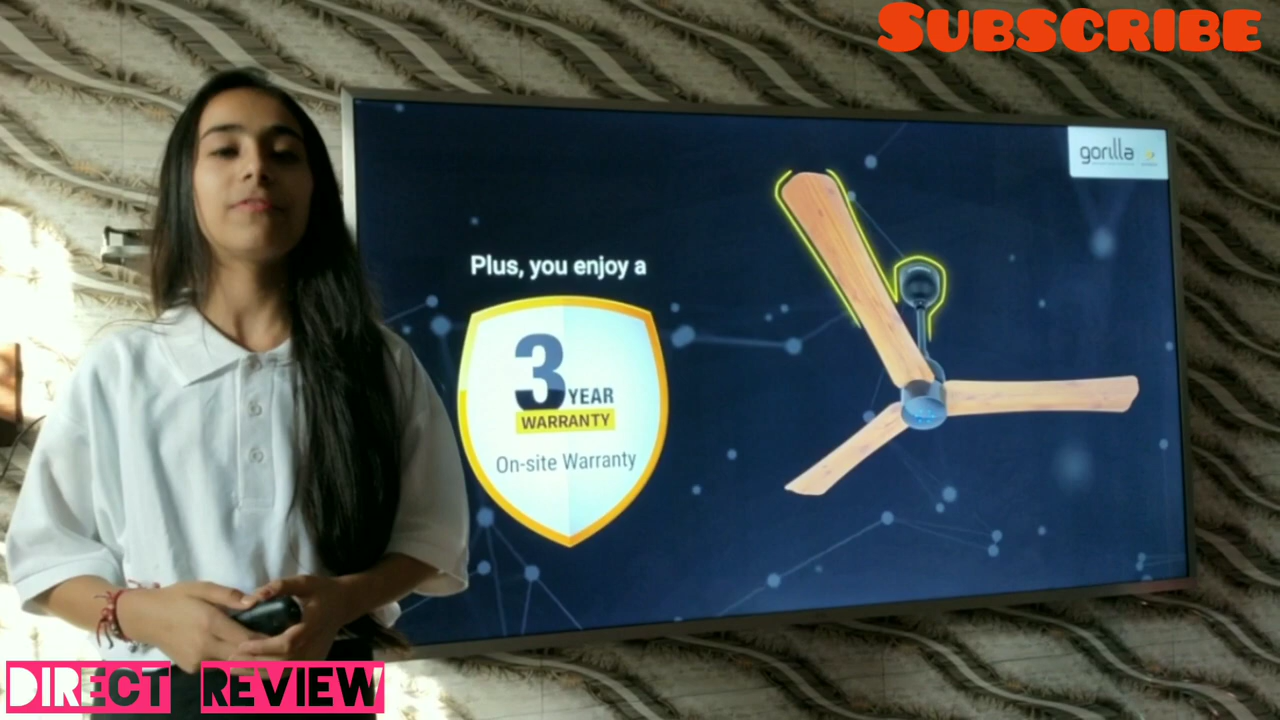 SUBSCRIBE
gorilla
Plus, you enjoy a
3 YEAR
WARRANTY
On-site Warranty
DIRECT REVIEW